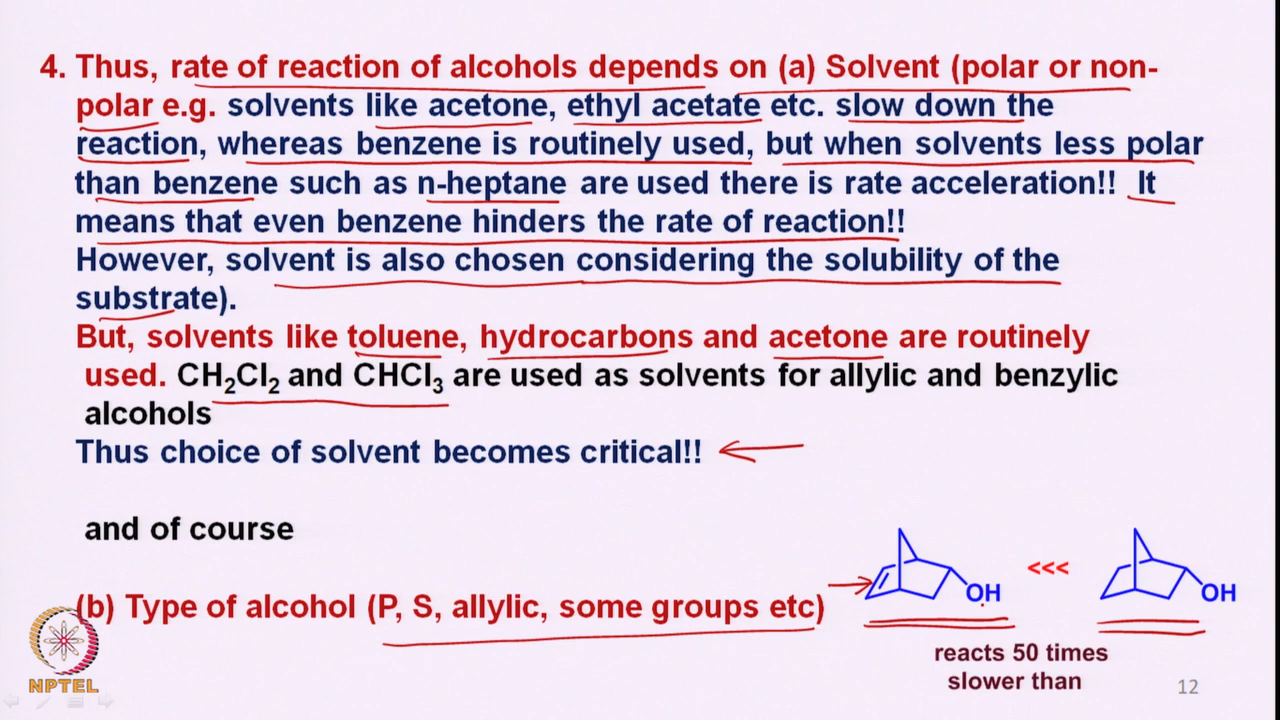 4. Thus, rate of reaction of alcohols depends on (a) Solvent (polar or non-
polar e.g. solvents like acetone, ethyl acetate etc. slow down the
reaction, whereas benzene is routinely used, but when solvents less polar
than benzene such as n-heptane are used there is rate acceleration!! It
means that even benzene hinders the rate of reaction!!
However, solvent is also chosen considering the solubility of the
substrate).
But, solvents like toluene, hydrocarbons and acetone are routinely
used. CH₂Cl₂ and CHCl₃ are used as solvents for allylic and benzylic
alcohols
Thus choice of solvent becomes critical!!
and of course
(b) Type of alcohol (P, S, allylic, some groups etc)
OH <<< OH
reacts 50 times
slower than
NPTEL
12